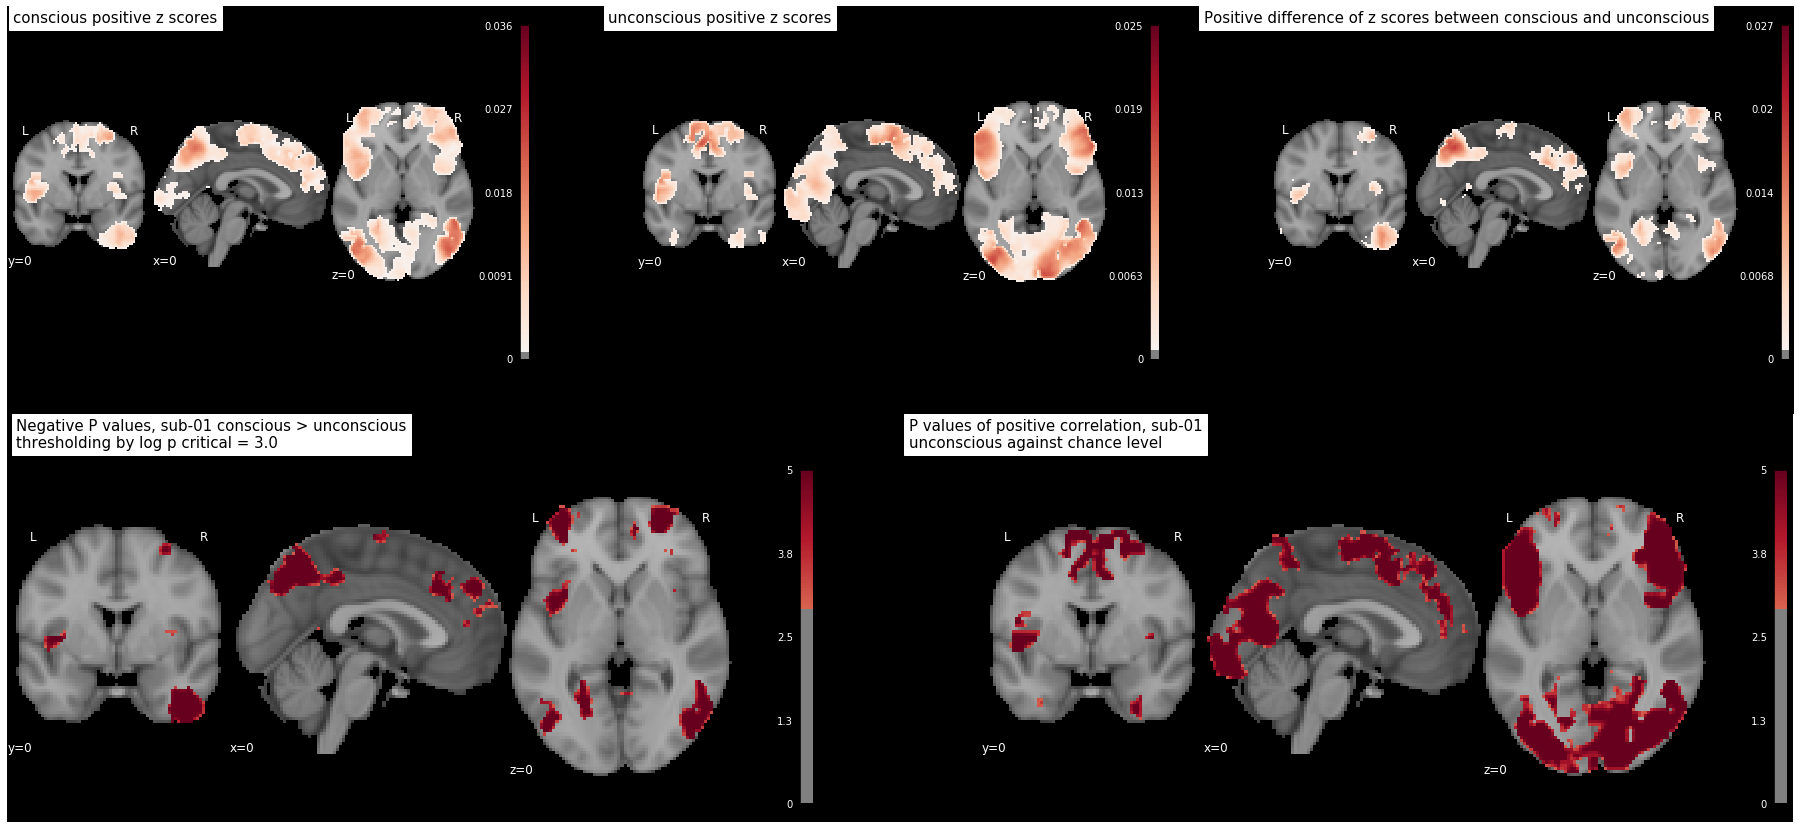 conscious positive z scores
unconscious positive z scores
Positive difference of z scores between conscious and unconscious
0.036
0.027
0.018
0.0091
0
L
R
L
R
y=0
x=0
z=0
0.025
0.019
0.013
0.0063
0
L
R
L
R
y=0
x=0
z=0
0.027
0.02
0.014
0.0068
0
L
R
L
R
y=0
x=0
z=0
Negative P values, sub-01 conscious > unconscious
thresholding by log p critical = 3.0
5
3.8
2.5
1.3
0
L
R
L
R
y=0
x=0
z=0
P values of positive correlation, sub-01
unconscious against chance level
5
3.8
2.5
1.3
0
L
R
L
R
y=0
x=0
z=0